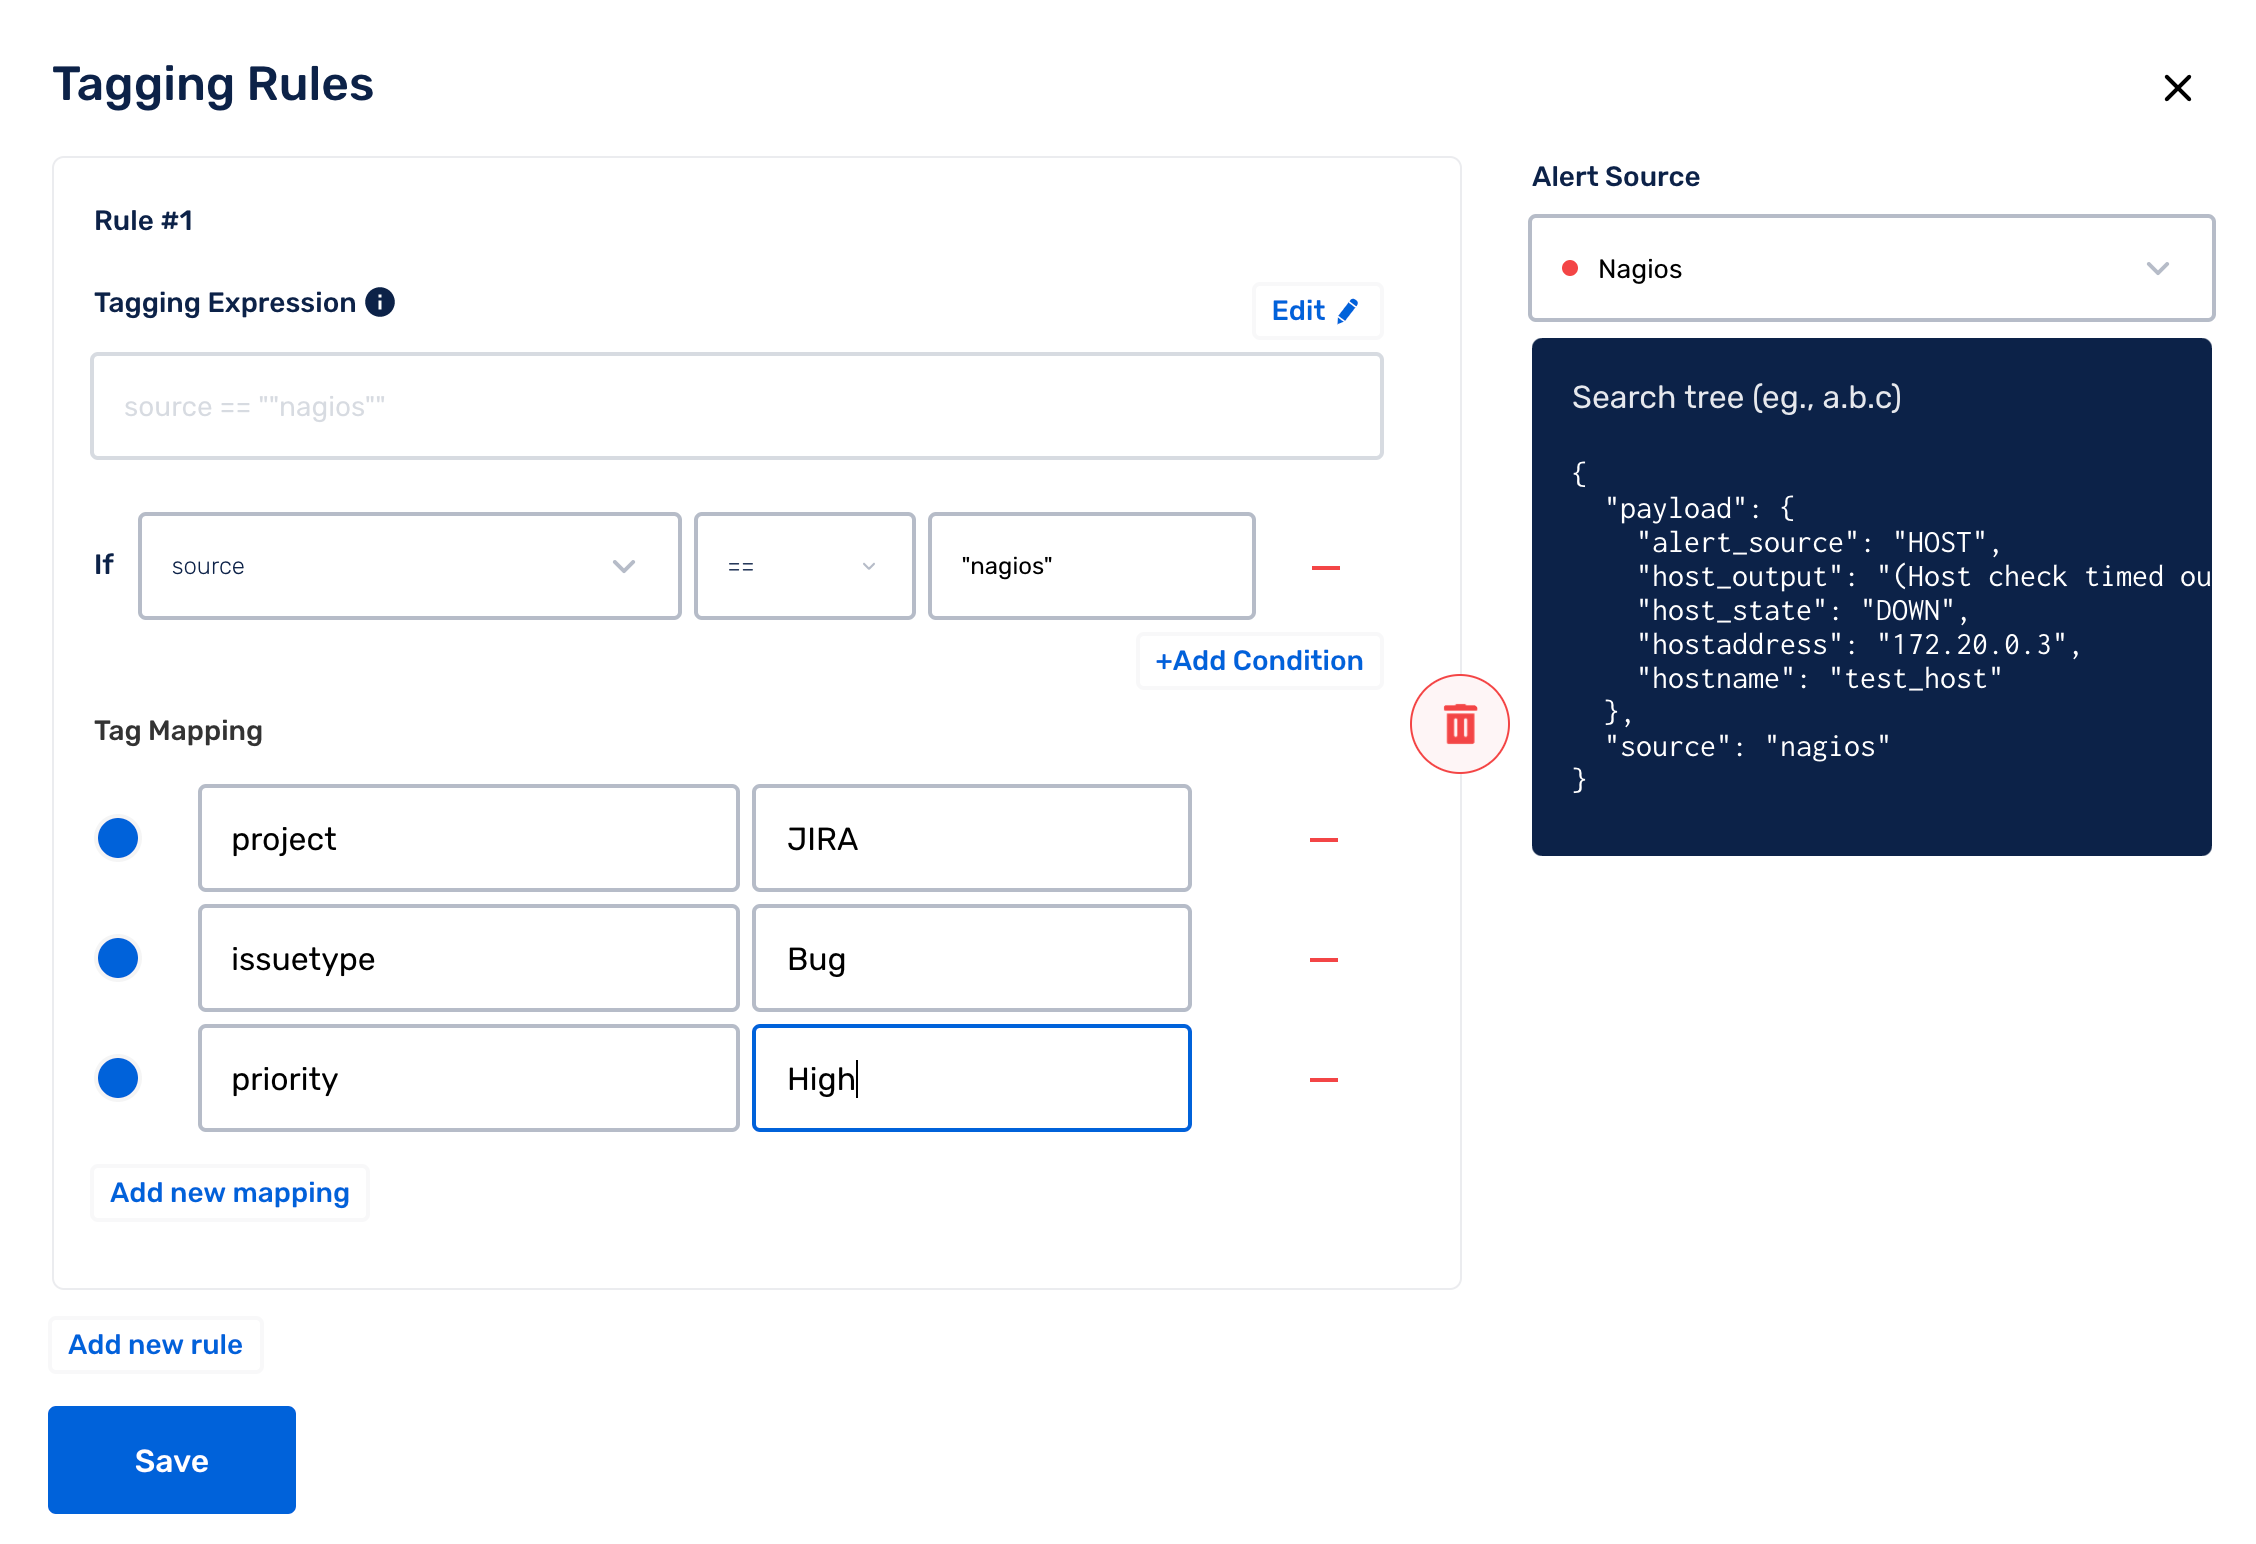 Tagging Rules
Rule #1
Tagging Expression
Edit
source == ""nagios""
If
source
==
"nagios"
+Add Condition
Tag Mapping
project
JIRA
issuetype
Bug
priority
High
Add new mapping
Add new rule
Save
Alert Source
Nagios
Search tree (eg., a.b.c)
{
"payload": {
"alert_source": "HOST",
"host_output": "(Host check timed ou
"host_state": "DOWN",
"hostaddress": "172.20.0.3",
"hostname": "test_host"
},
"source": "nagios"
}